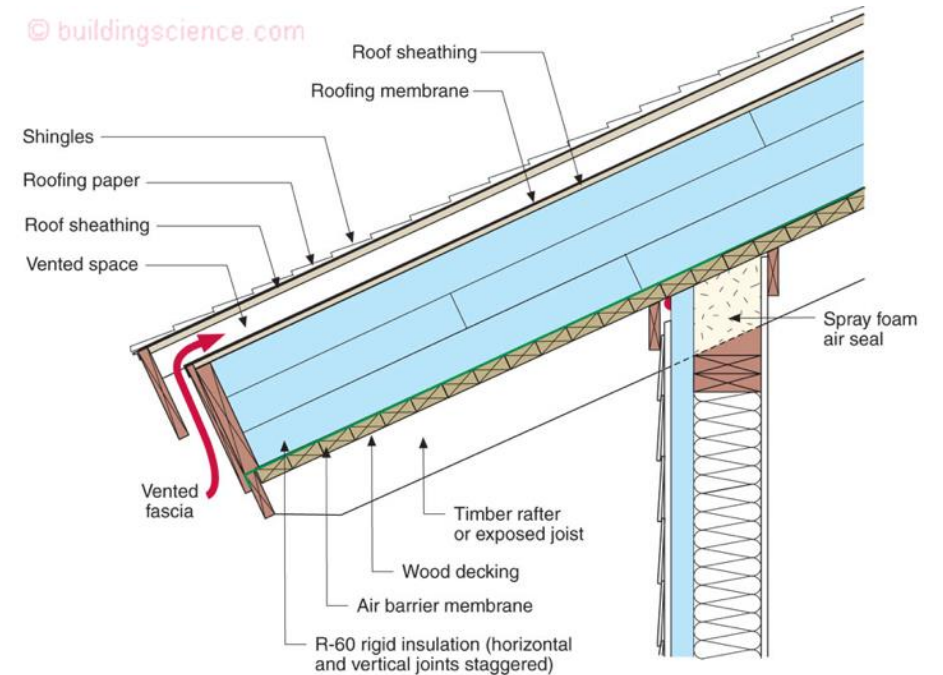 © buildingscience.com
Roof sheathing
Roofing membrane
Shingles
Roofing paper
Roof sheathing
Vented space
Spray foam
air seal
Vented
fascia
Timber rafter
or exposed joist
Wood decking
Air barrier membrane
R-60 rigid insulation (horizontal
and vertical joints staggered)